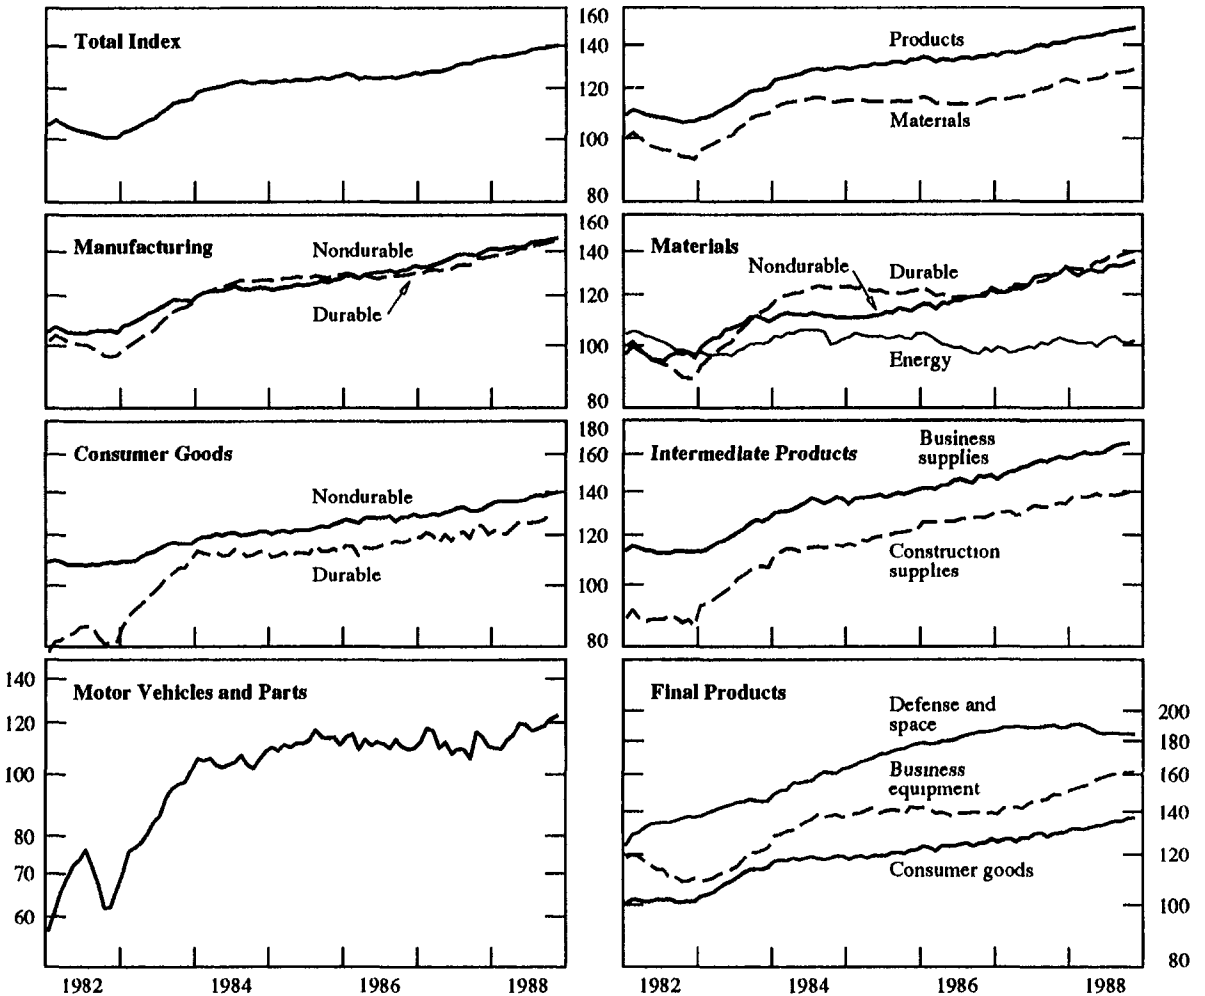 Total Index
160
140
120
100
80
Products
Materials
Manufacturing
Nondurable
Durable
160
140
120
100
80
Materials
Nondurable
Durable
Energy
Consumer Goods
Nondurable
Durable
180
160
140
120
100
80
Intermediate Products
Business
supplies
Construction
supplies
140
120
100
80
70
60
Motor Vehicles and Parts
Final Products
Defense and
space
Business
equipment
Consumer goods
200
180
160
140
120
100
80
1982
1984
1986
1988
1982
1984
1986
1988